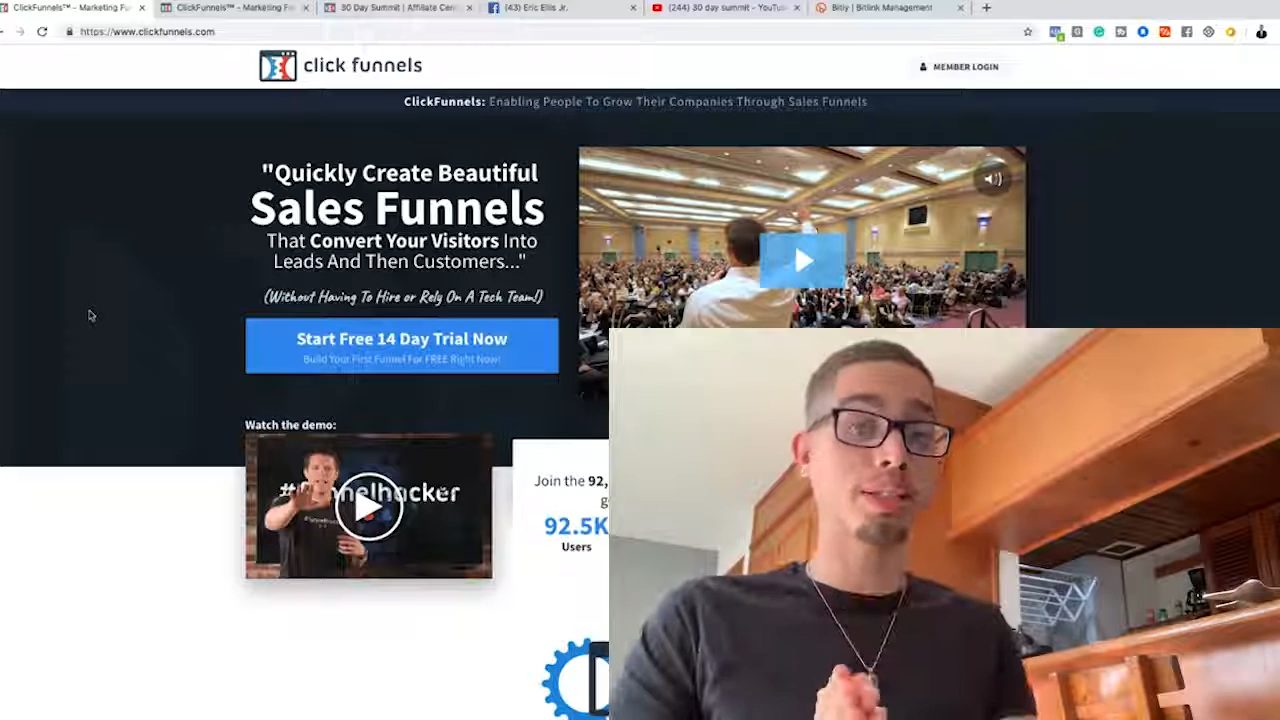 ClickFunnels™ – Marketing Fu
ClickFunnels™ – Marketing Fu
30 Day Summit | Affiliate Cent
(43) Eric Ellis Jr.
(244) 30 day summit - YouTu
Bitly | Bitlink Management
https://www.clickfunnels.com
click funnels
MEMBER LOGIN
ClickFunnels: Enabling People To Grow Their Companies Through Sales Funnels
"Quickly Create Beautiful
Sales Funnels
That Convert Your Visitors Into
Leads And Then Customers..."
(Without Having To Hire or Rely On A Tech Team!)
Start Free 14 Day Trial Now
Build Your First Funnel For FREE Right Now!
Watch the demo:
Join the 92,
92.5K
Users